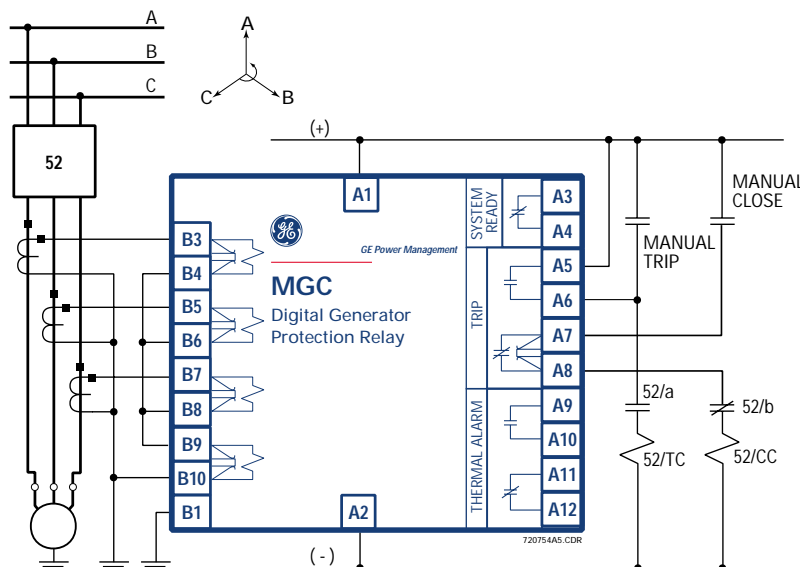 A
B
C
A
C
B
52
(+)
A1
MANUAL
CLOSE
MANUAL
TRIP
SYSTEM
READY
A3
A4
GE
GE Power Management
MGC
Digital Generator
Protection Relay
B3
B4
B5
B6
B7
B8
B9
B10
B1
TRIP
A5
A6
A7
A8
THERMAL ALARM
A9
A10
A11
A12
52/a
52/b
52/TC
52/CC
A2
(-)
720754A5.CDR